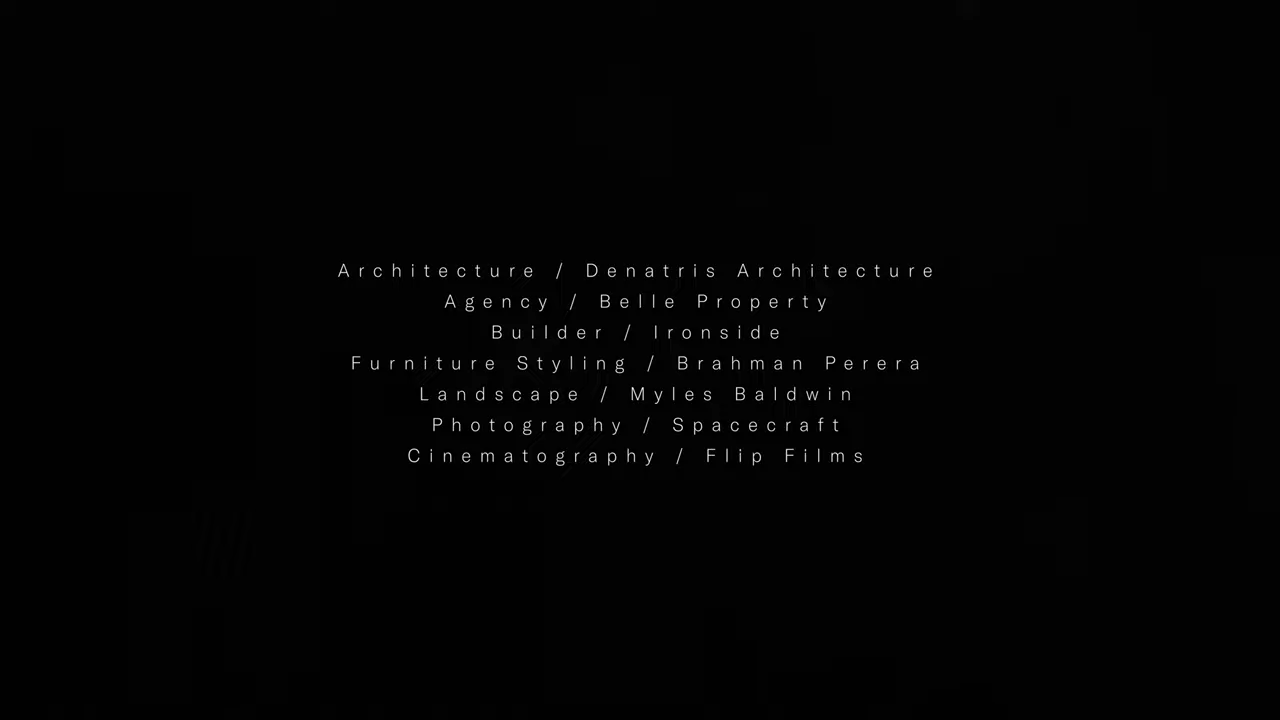 Architecture / Denatris Architecture
Agency / Belle Property
Builder / Ironside
Furniture Styling / Brahman Perera
Landscape / Myles Baldwin
Photography / Spacecraft
Cinematography / Flip Films